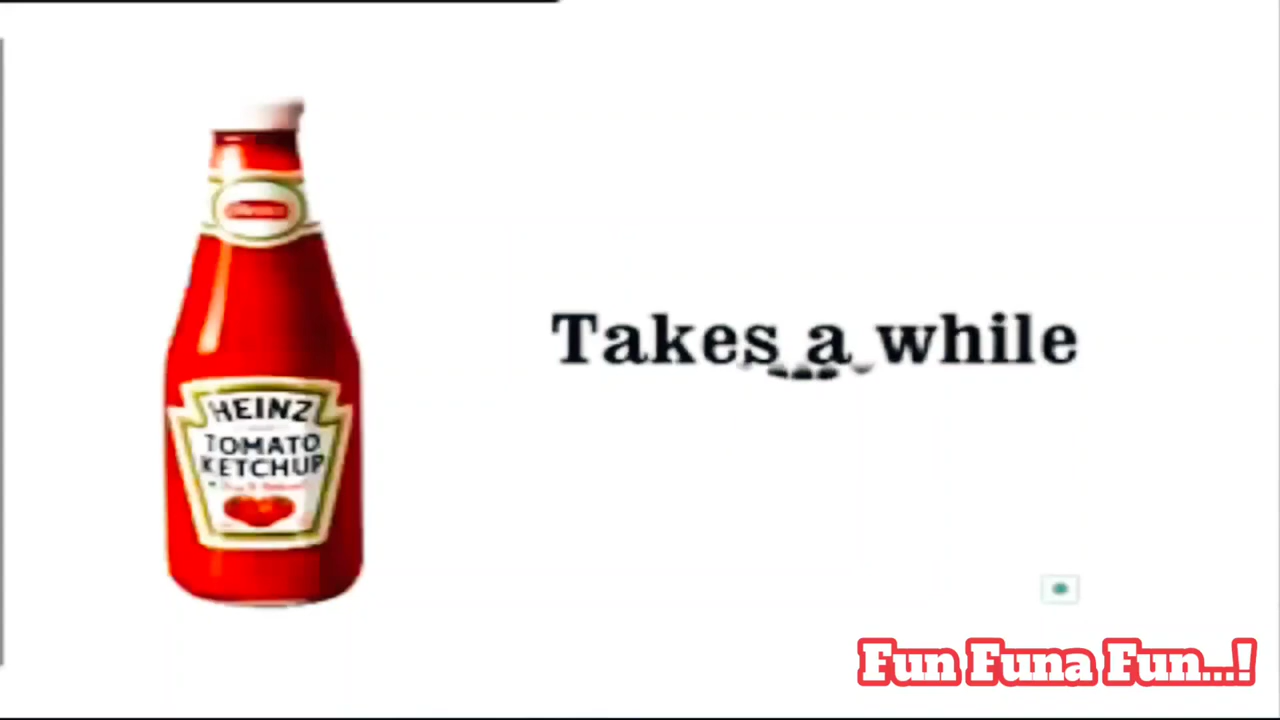 HEINZ
TOMATO
KETCHUP
Takes a while
Fun Funa Fun...!